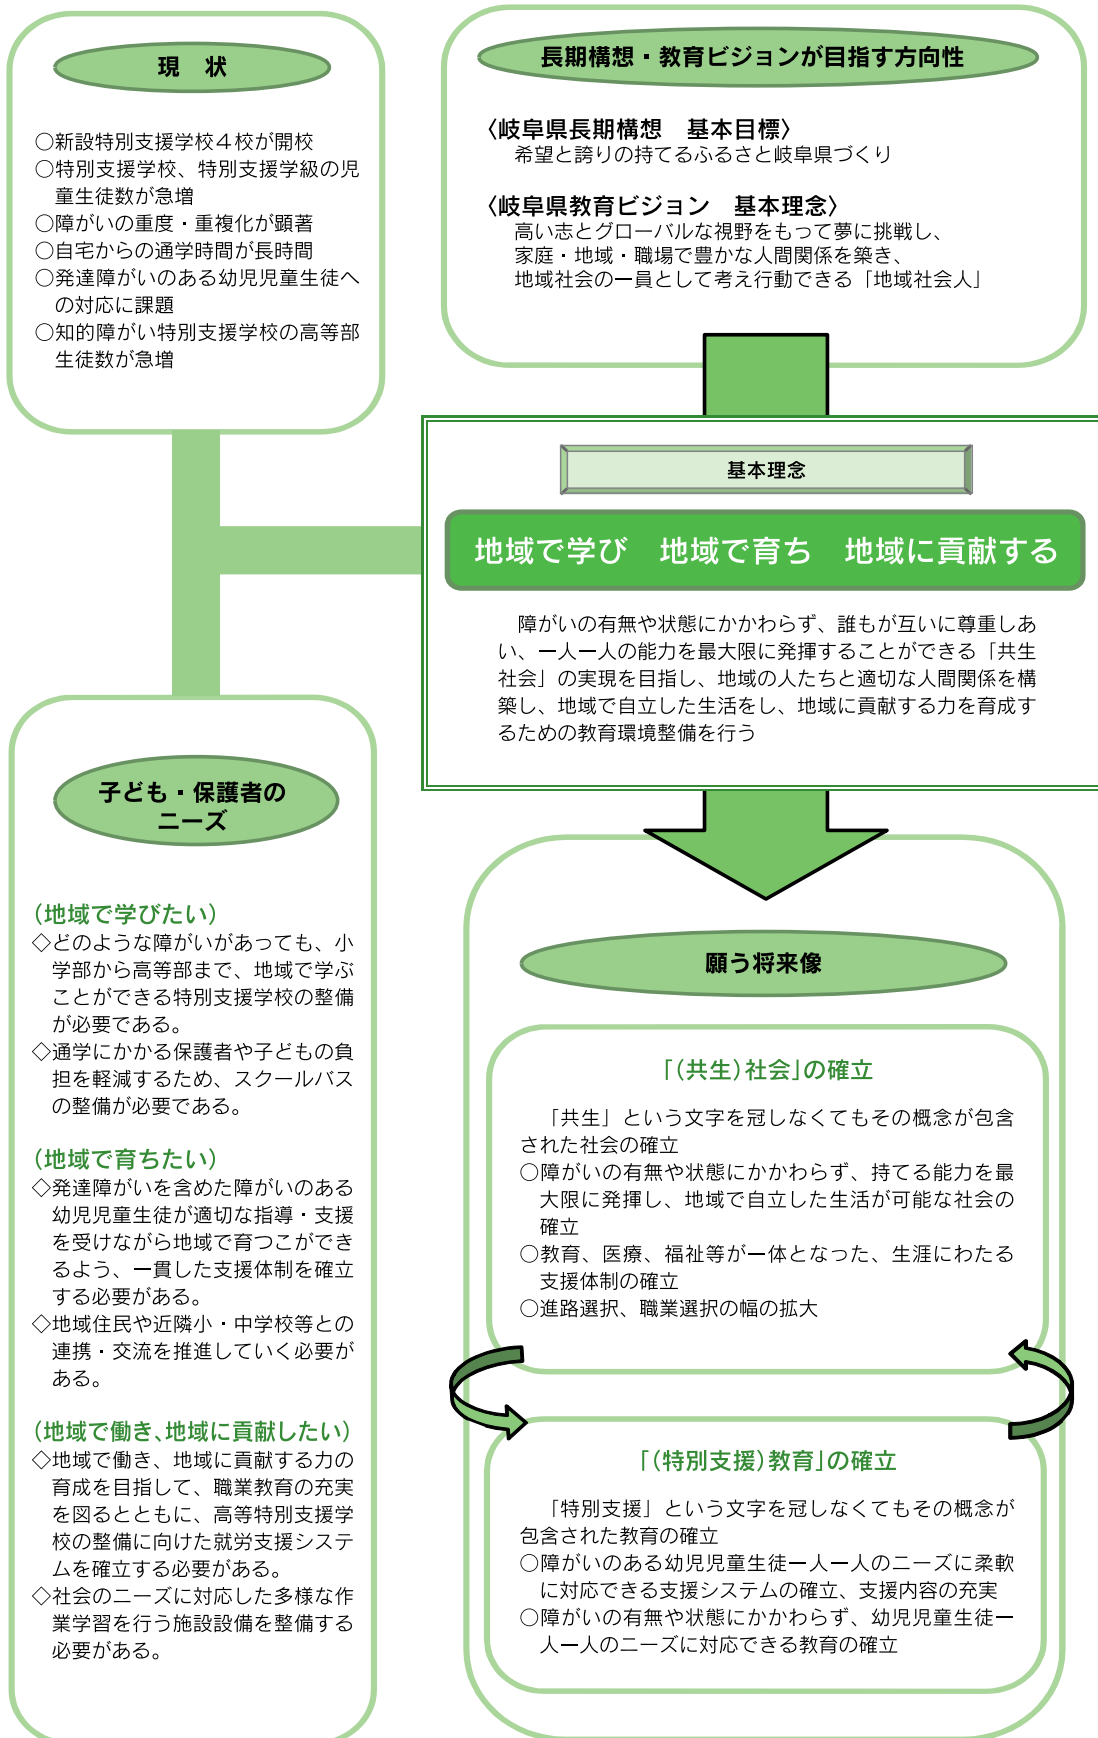 現　状
○新設特別支援学校４校が開校
○特別支援学校、特別支援学級の児
童生徒数が急増
○障がいの重度・重複化が顕著
○自宅からの通学時間が長時間
○発達障がいのある幼児児童生徒へ
の対応に課題
○知的障がい特別支援学校の高等部
生徒数が急増
長期構想・教育ビジョンが目指す方向性
〈岐阜県長期構想　基本目標〉
希望と誇りの持てるふるさと岐阜県づくり
〈岐阜県教育ビジョン　基本理念〉
高い志とグローバルな視野をもって夢に挑戦し、
家庭・地域・職場で豊かな人間関係を築き、
地域社会の一員として考え行動できる「地域社会人」
基本理念
地域で学び　地域で育ち　地域に貢献する
障がいの有無や状態にかかわらず、誰もが互いに尊重しあ
い、一人一人の能力を最大限に発揮することができる「共生
社会」の実現を目指し、地域の人たちと適切な人間関係を構
築し、地域で自立した生活をし、地域に貢献する力を育成す
るための教育環境整備を行う
子ども・保護者の
ニーズ
（地域で学びたい）
◇どのような障がいがあっても、小
学部から高等部まで、地域で学ぶ
ことができる特別支援学校の整備
が必要である。
◇通学にかかる保護者や子どもの負
担を軽減するため、スクールバス
の整備が必要である。
（地域で育ちたい）
◇発達障がいを含めた障がいのある
幼児児童生徒が適切な指導・支援
を受けながら地域で育つこができ
るよう、一貫した支援体制を確立
する必要がある。
◇地域住民や近隣小・中学校等との
連携・交流を推進していく必要が
ある。
（地域で働き、地域に貢献したい）
◇地域で働き、地域に貢献する力の
育成を目指して、職業教育の充実
を図るとともに、高等特別支援学
校の整備に向けた就労支援システ
ムを確立する必要がある。
◇社会のニーズに対応した多様な作
業学習を行う施設設備を整備する
必要がある。
願う将来像
「（共生）社会」の確立
「共生」という文字を冠しなくてもその概念が包含
された社会の確立
○障がいの有無や状態にかかわらず、持てる能力を最
大限に発揮し、地域で自立した生活が可能な社会の
確立
○教育、医療、福祉等が一体となった、生涯にわたる
支援体制の確立
○進路選択、職業選択の幅の拡大
「（特別支援）教育」の確立
「特別支援」という文字を冠しなくてもその概念が
包含された教育の確立
○障がいのある幼児児童生徒一人一人のニーズに柔軟
に対応できる支援システムの確立、支援内容の充実
○障がいの有無や状態にかかわらず、幼児児童生徒一
人一人のニーズに対応できる教育の確立